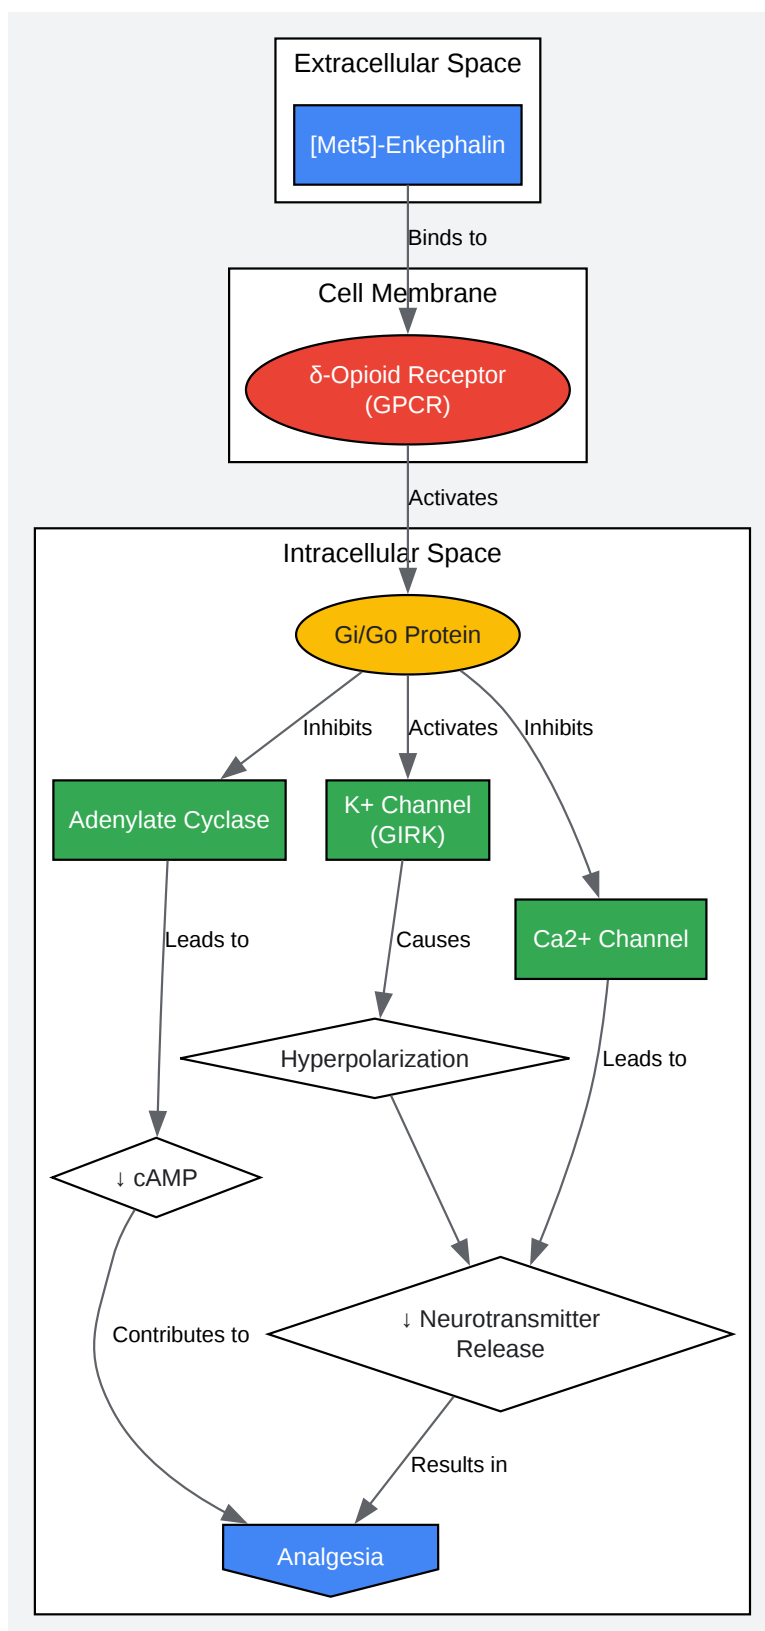 Extracellular Space
[Met5]-Enkephalin
Binds to
Cell Membrane
δ-Opioid Receptor
(GPCR)
Activates
Intracellular Space
Gi/Go Protein
Inhibits
Activates
Inhibits
Adenylate Cyclase
K+ Channel
(GIRK)
Ca2+ Channel
Leads to
Causes
Hyperpolarization
Leads to
↓ cAMP
↓ Neurotransmitter
Release
Contributes to
Results in
Analgesia